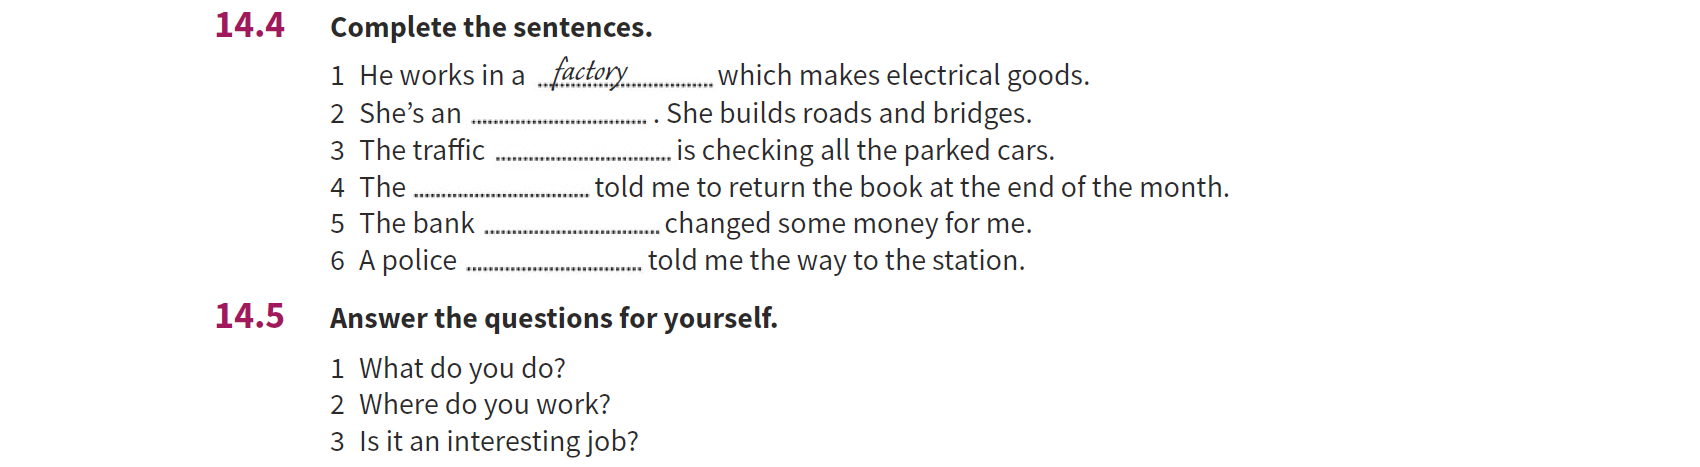 14.4 Complete the sentences.
1 He works in a factory which makes electrical goods.
2 She’s an ............................ . She builds roads and bridges.
3 The traffic ............................ is checking all the parked cars.
4 The ............................ told me to return the book at the end of the month.
5 The bank ............................ changed some money for me.
6 A police ............................ told me the way to the station.
14.5 Answer the questions for yourself.
1 What do you do?
2 Where do you work?
3 Is it an interesting job?